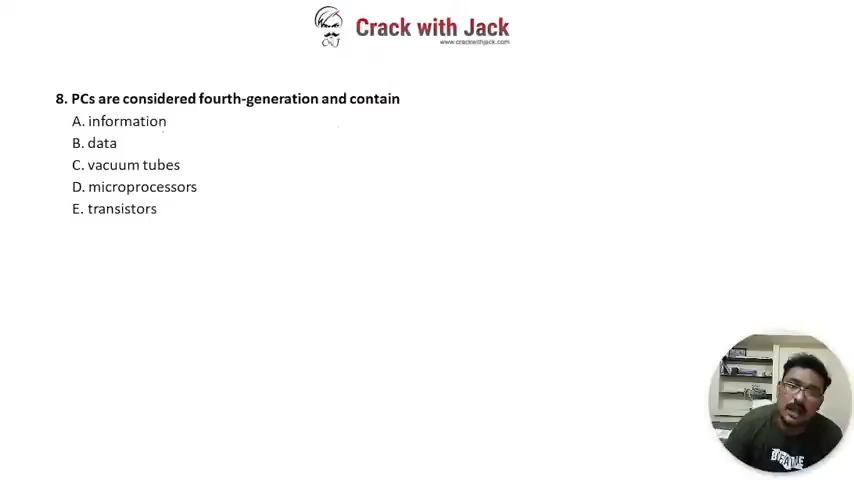 Crack with Jack
www.crackwithjack.com
8. PCs are considered fourth-generation and contain
A. information
B. data
C. vacuum tubes
D. microprocessors
E. transistors